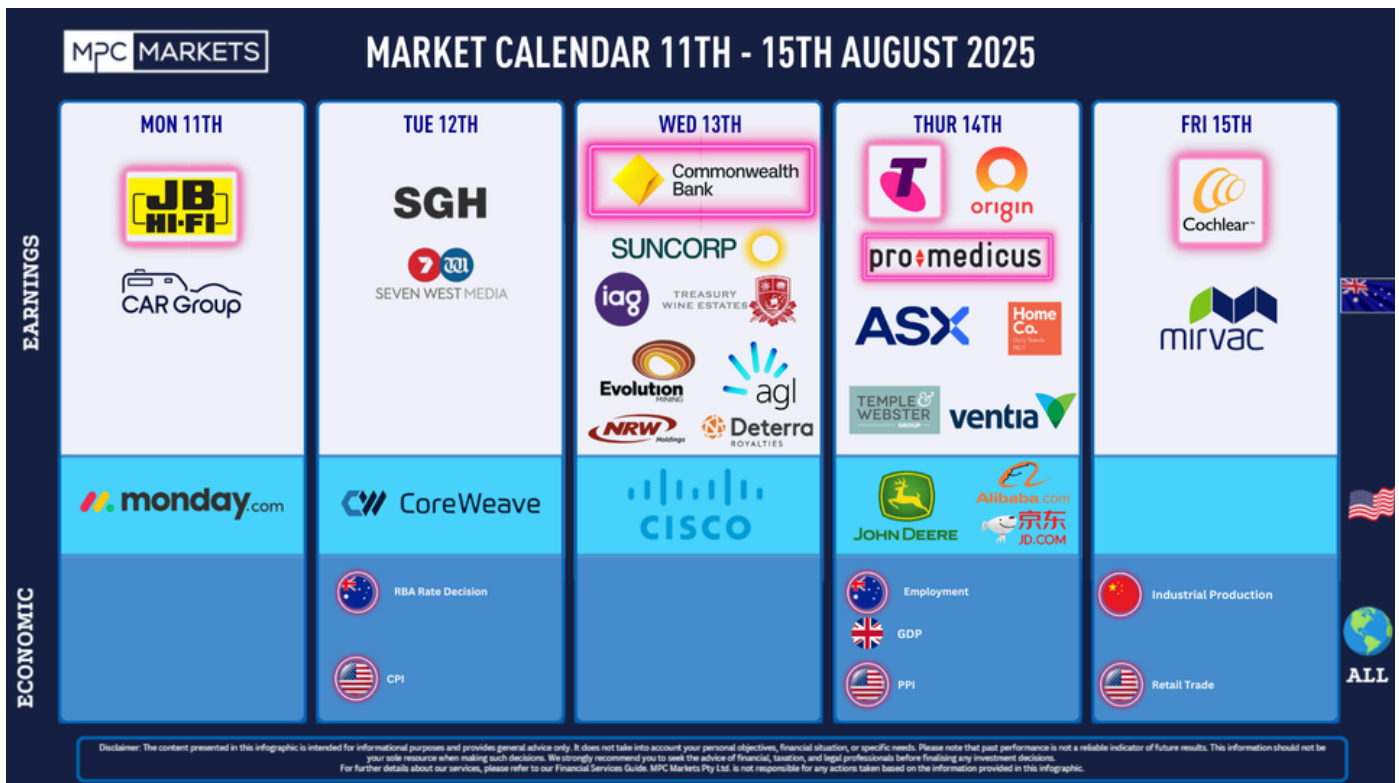 MPC MARKETS
MARKET CALENDAR 11TH - 15TH AUGUST 2025
EARNINGS
ECONOMIC
MON 11TH
JB
HI-FI
CAR Group
monday.com
TUE 12TH
SGH
7
SEVEN WEST MEDIA
CW CoreWeave
RBA Rate Decision
CPI
WED 13TH
Commonwealth
Bank
SUNCORP
iag
TREASURY
WINE ESTATES
Evolution
MINING
agl
NRW
Holdings
Deterra
ROYALTIES
CISCO
THUR 14TH
T
origin
pro medicus
ASX
Home
Co.
Daily Needs
REIT
TEMPLE &
WEBSTER
GROUP
ventia
JOHN DEERE
Alibaba.com
京东
JD.COM
Employment
GDP
PPI
FRI 15TH
Cochlear™
mirvac
Industrial Production
Retail Trade
ALL
Disclaimer: The content presented in this infographic is intended for informational purposes and provides general advice only. It does not take into account your personal objectives, financial situation, or specific needs. Please note that past performance is not a reliable indicator of future results. This information should not be
your sole resource when making such decisions. We strongly recommend you to seek the advice of financial, taxation, and legal professionals before finalising any investment decisions.
For further details about our services, please refer to our Financial Services Guide. MPC Markets Pty Ltd. is not responsible for any actions taken based on the information provided in this infographic.